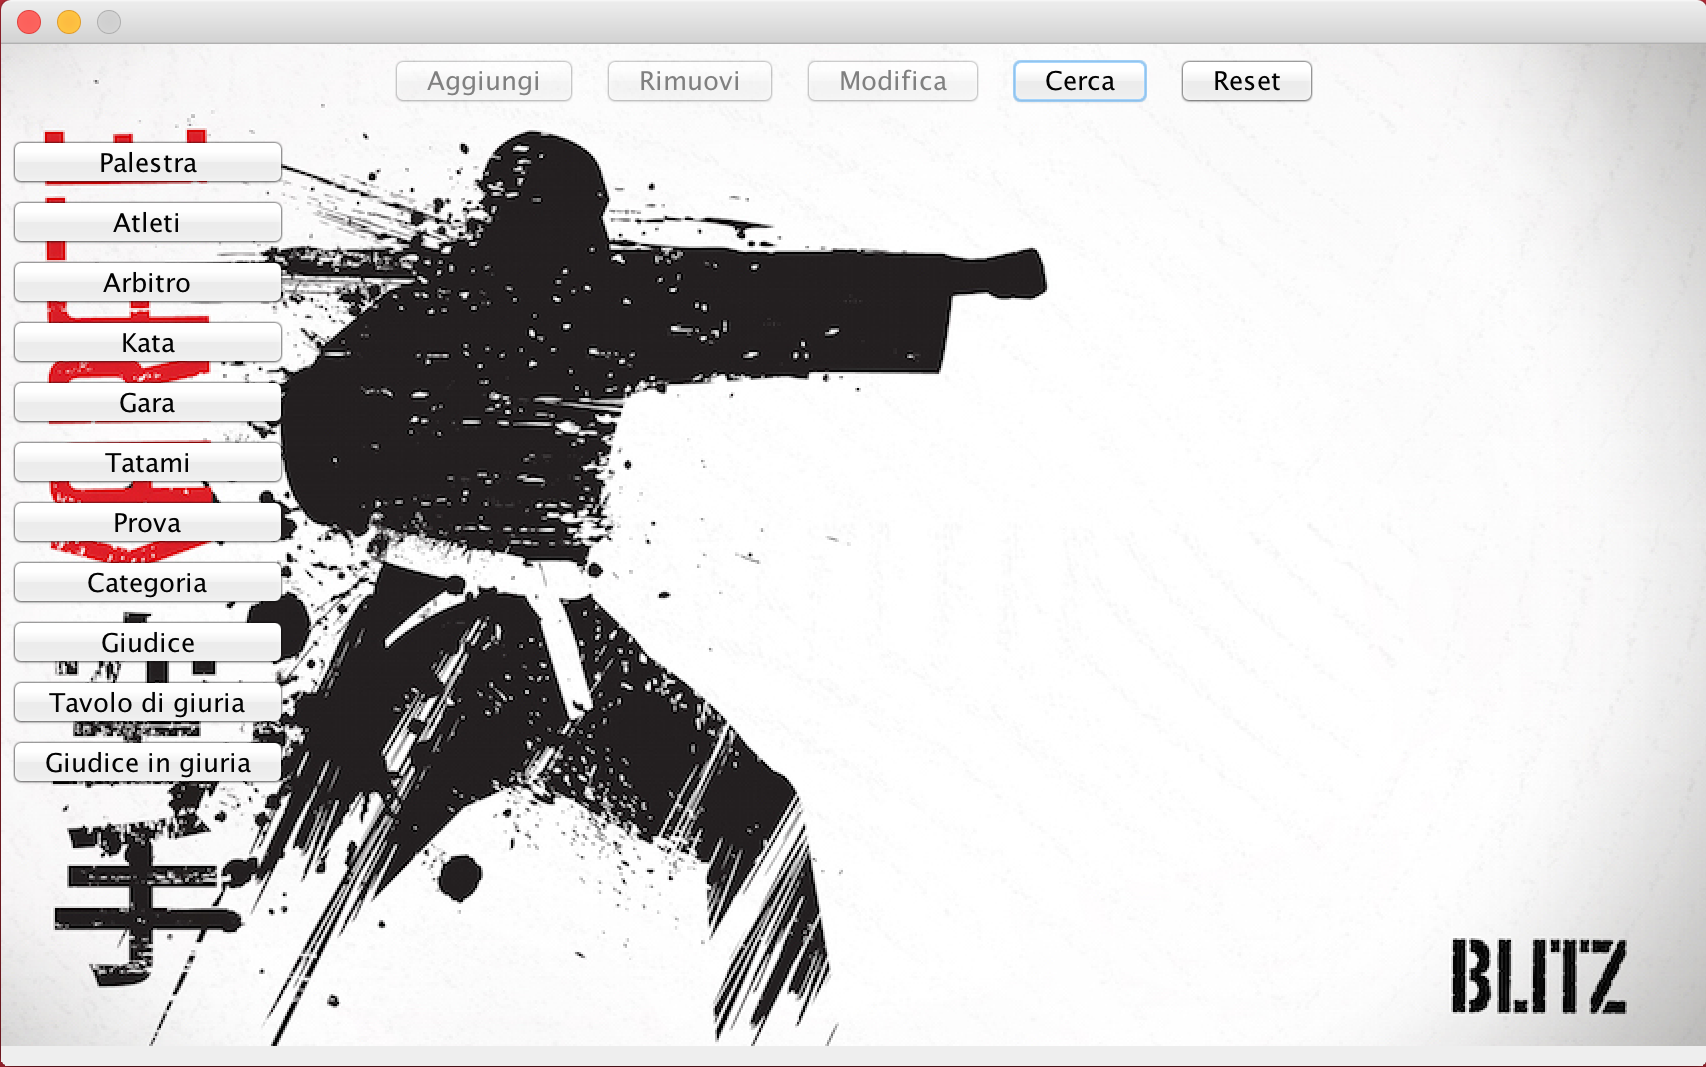 Aggiungi
Rimuovi
Modifica
Cerca
Reset
Palestra
Atleti
Arbitro
Kata
Gara
Tatami
Prova
Categoria
Giudice
Tavolo di giuria
Giudice in giuria
BLITZ